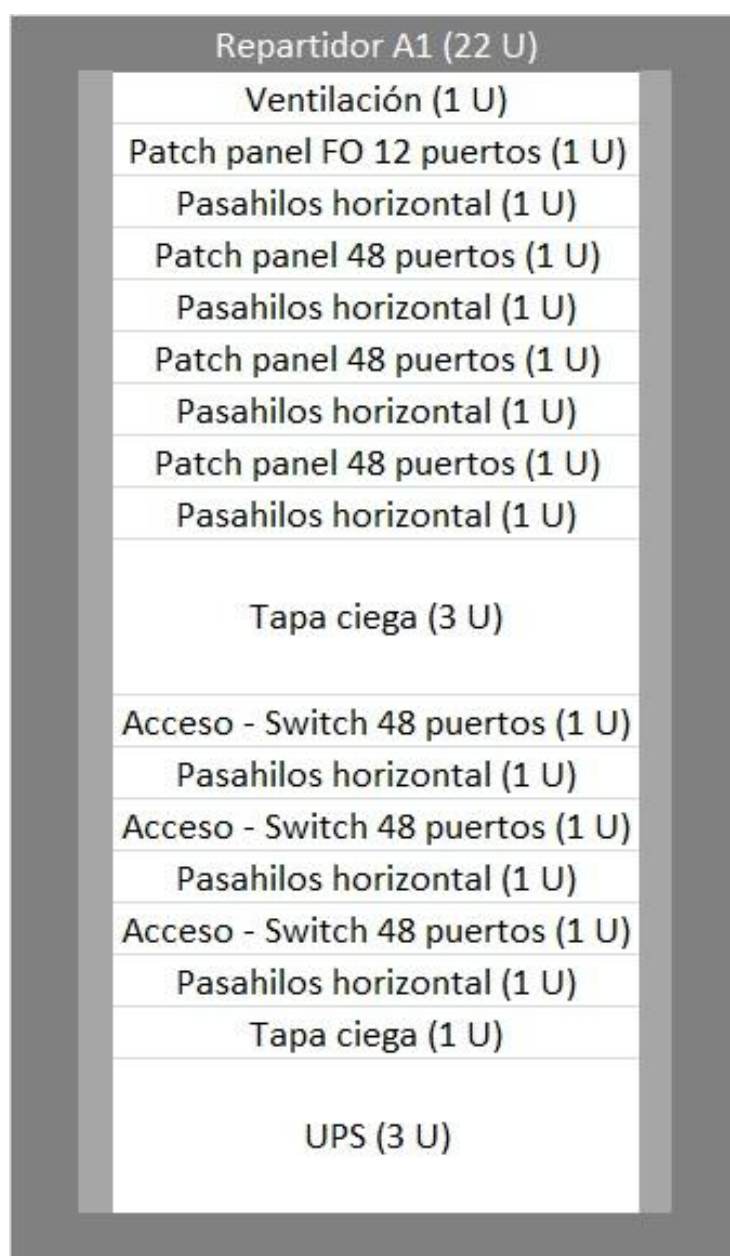 Repartidor A1 (22 U)
Ventilación (1 U)
Patch panel FO 12 puertos (1 U)
Pasahilos horizontal (1 U)
Patch panel 48 puertos (1 U)
Pasahilos horizontal (1 U)
Patch panel 48 puertos (1 U)
Pasahilos horizontal (1 U)
Patch panel 48 puertos (1 U)
Pasahilos horizontal (1 U)
Tapa ciega (3 U)
Acceso - Switch 48 puertos (1 U)
Pasahilos horizontal (1 U)
Acceso - Switch 48 puertos (1 U)
Pasahilos horizontal (1 U)
Acceso - Switch 48 puertos (1 U)
Pasahilos horizontal (1 U)
Tapa ciega (1 U)
UPS (3 U)